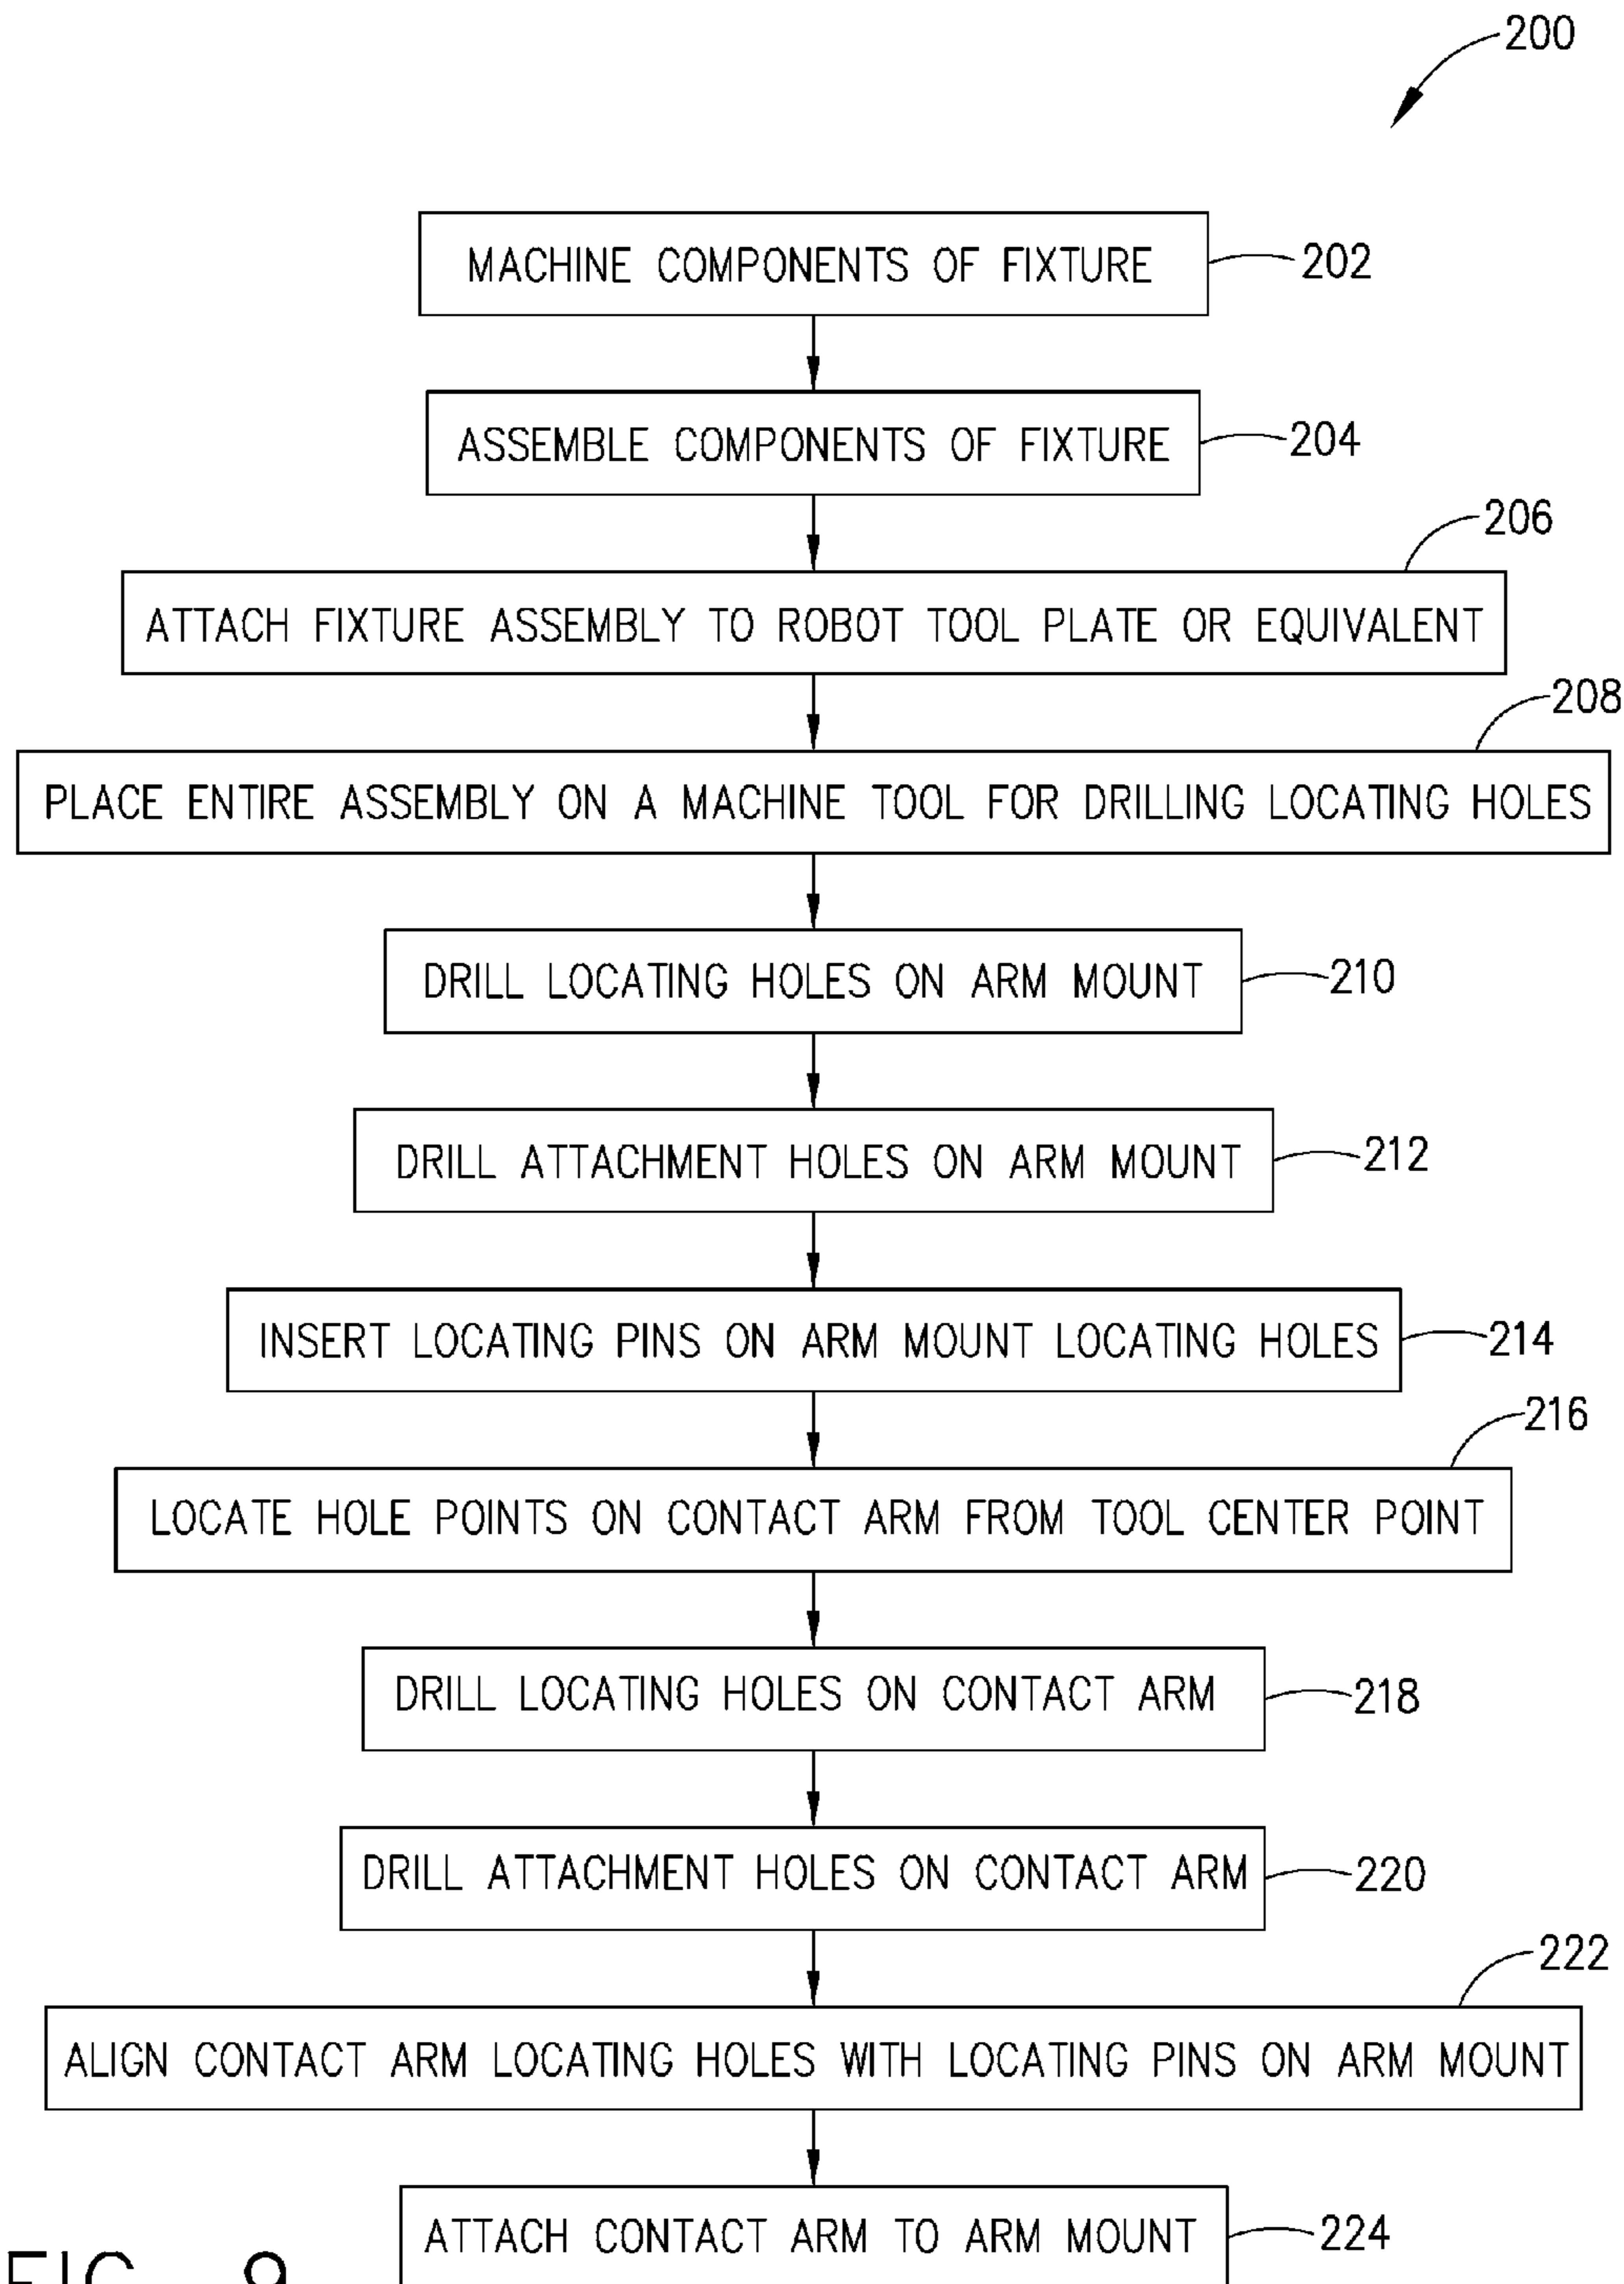 200
MACHINE COMPONENTS OF FIXTURE
202
ASSEMBLE COMPONENTS OF FIXTURE
204
206
ATTACH FIXTURE ASSEMBLY TO ROBOT TOOL PLATE OR EQUIVALENT
208
PLACE ENTIRE ASSEMBLY ON A MACHINE TOOL FOR DRILLING LOCATING HOLES
DRILL LOCATING HOLES ON ARM MOUNT
210
DRILL ATTACHMENT HOLES ON ARM MOUNT
212
INSERT LOCATING PINS ON ARM MOUNT LOCATING HOLES
214
216
LOCATE HOLE POINTS ON CONTACT ARM FROM TOOL CENTER POINT
DRILL LOCATING HOLES ON CONTACT ARM
218
DRILL ATTACHMENT HOLES ON CONTACT ARM
220
222
ALIGN CONTACT ARM LOCATING HOLES WITH LOCATING PINS ON ARM MOUNT
ATTACH CONTACT ARM TO ARM MOUNT
224
FIG. 9